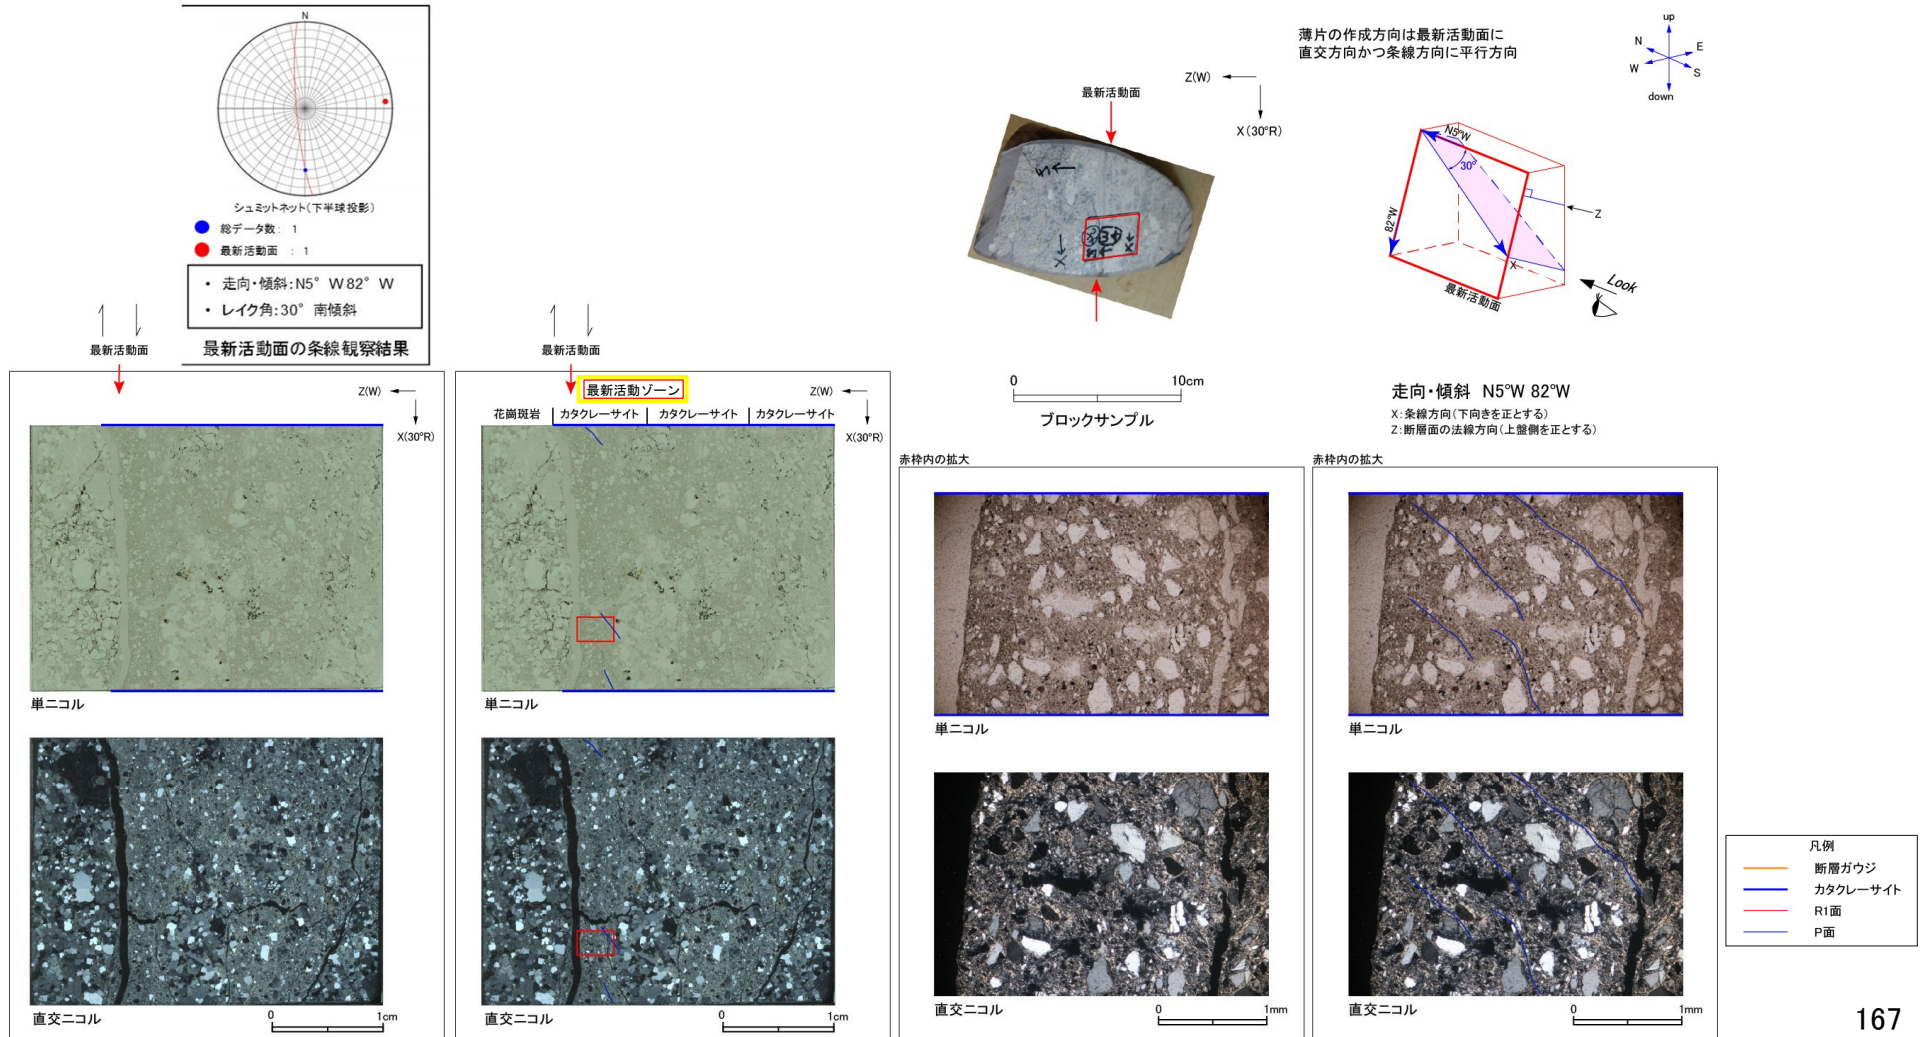 N
シュミットネット(下半球投影)
総データ数: 1
最新活動面 : 1
・ 走向・傾斜:N5°W82°W
・ レイク角:30°南傾斜
最新活動面の条線観察結果
最新活動面
Z(W)
X(30°R)
単ニコル
直交ニコル
0 1cm
最新活動面
最新活動ゾーン
Z(W)
X(30°R)
花崗斑岩 カタクレーサイト カタクレーサイト カタクレーサイト
単ニコル
直交ニコル
0 1cm
最新活動面
Z(W)
X(30°R)
0 10cm
ブロックサンプル
薄片の作成方向は最新活動面に
直交方向かつ条線方向に平行方向
up
N
E
W
S
down
N5°W
30°
82°W
Z
X
最新活動面
Look
走向・傾斜 N5°W 82°W
X:条線方向(下向きを正とする)
Z:断層面の法線方向(上盤側を正とする)
赤枠内の拡大
単ニコル
直交ニコル
0 1mm
赤枠内の拡大
単ニコル
直交ニコル
0 1mm
凡例
断層ガウジ
カタクレーサイト
R1面
P面
167